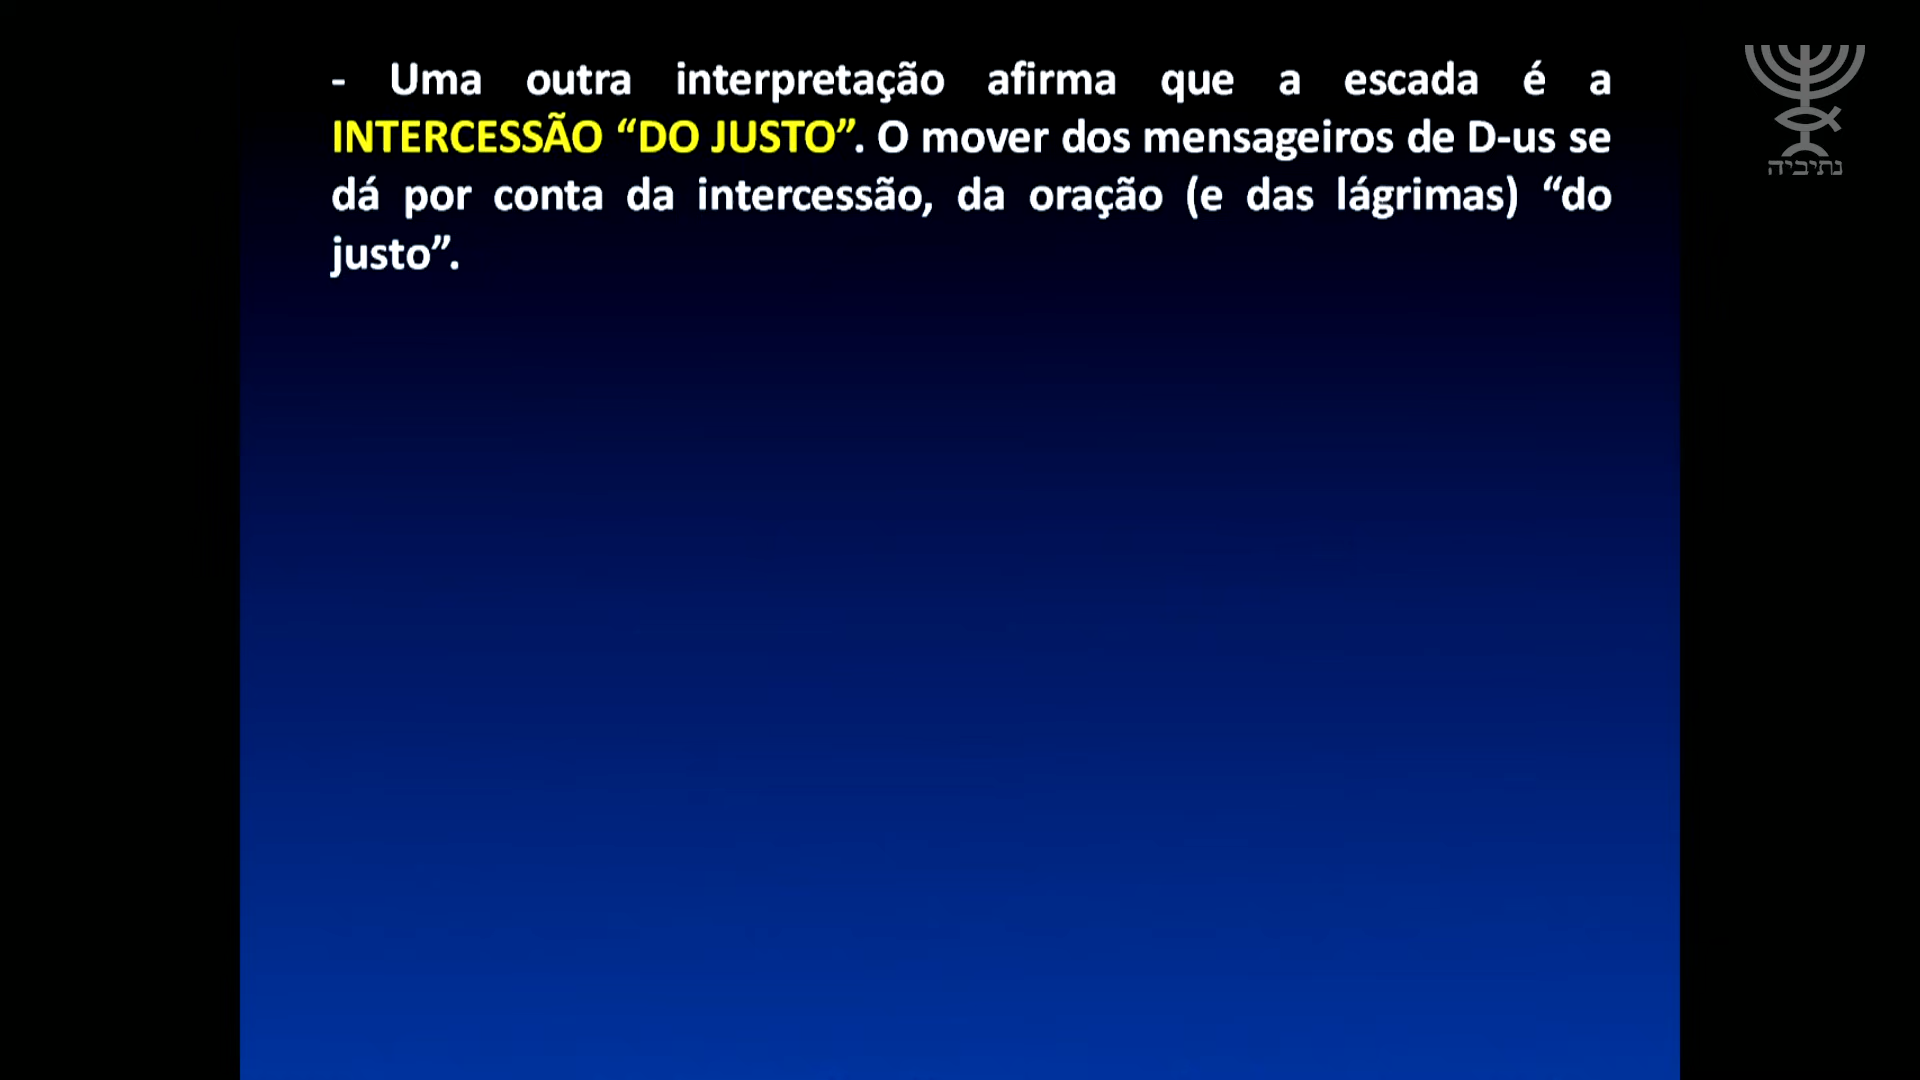 - Uma outra interpretação afirma que a escada é a
INTERCESSÃO “DO JUSTO”. O mover dos mensageiros de D-us se
dá por conta da intercessão, da oração (e das lágrimas) “do
justo”.
נתיביה